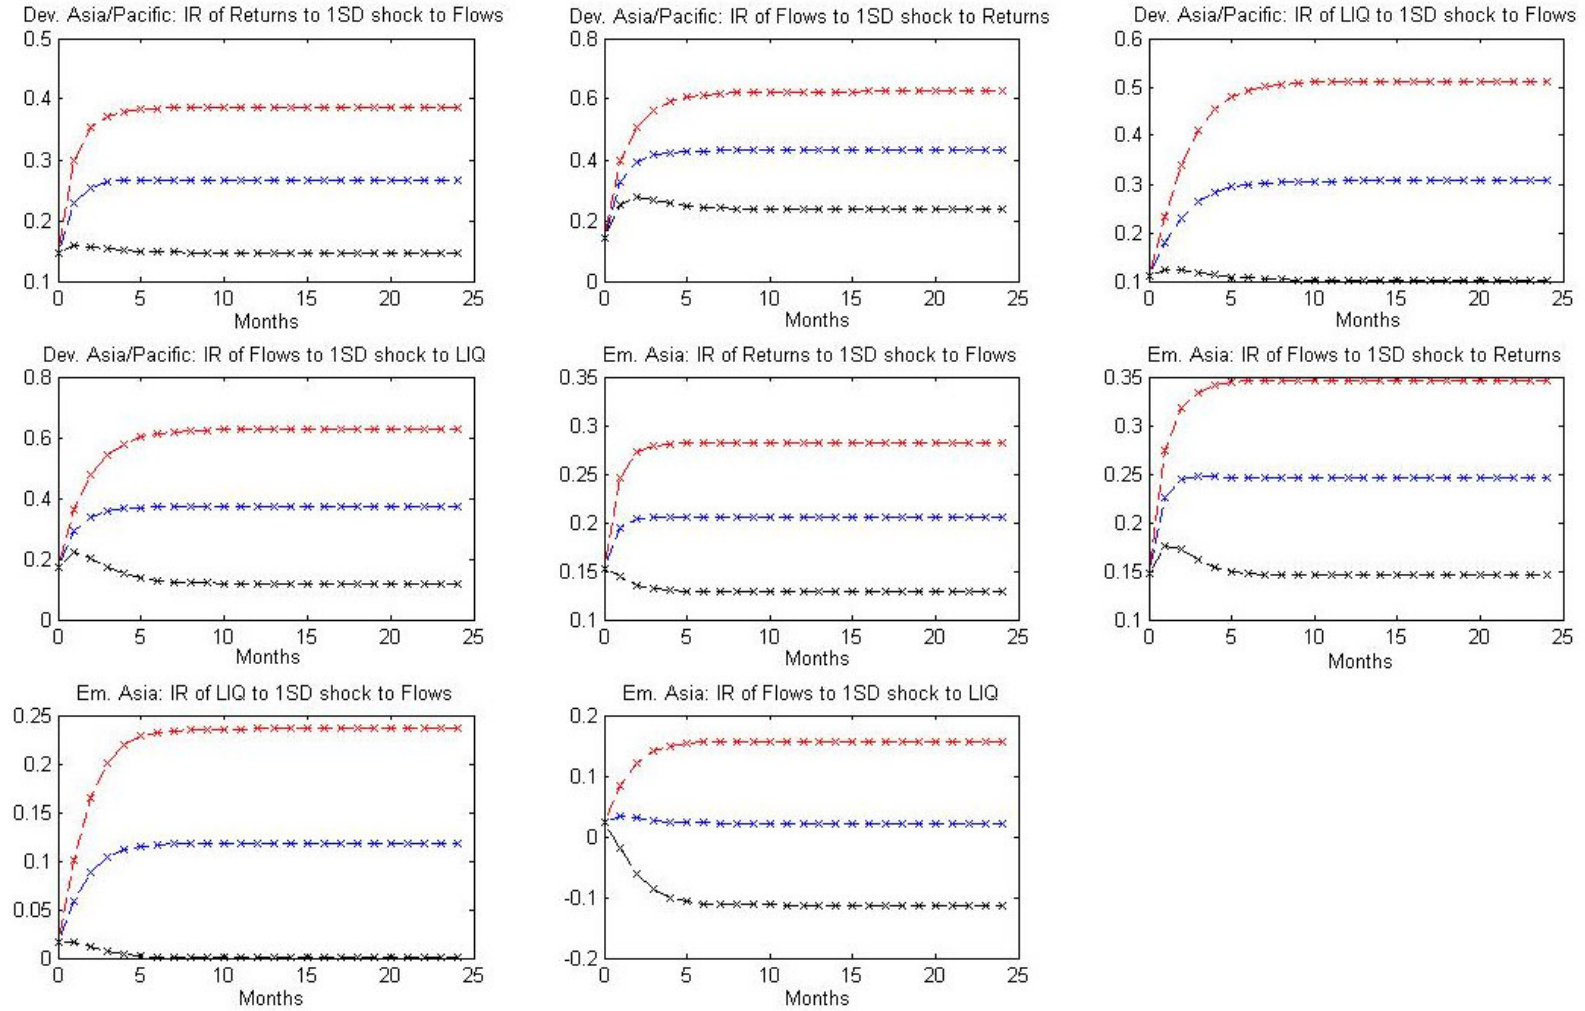 Dev. Asia/Pacific: IR of Returns to 1SD shock to Flows
0.5
0.4
0.3
0.2
0.1
0 5 10 15 20 25
Months
Dev. Asia/Pacific: IR of Flows to 1SD shock to Returns
0.8
0.6
0.4
0.2
0
0 5 10 15 20 25
Months
Dev. Asia/Pacific: IR of LIQ to 1SD shock to Flows
0.6
0.5
0.4
0.3
0.2
0.1
0 5 10 15 20 25
Months
Dev. Asia/Pacific: IR of Flows to 1SD shock to LIQ
0.8
0.6
0.4
0.2
0
0 5 10 15 20 25
Months
Em. Asia: IR of Returns to 1SD shock to Flows
0.35
0.3
0.25
0.2
0.15
0.1
0 5 10 15 20 25
Months
Em. Asia: IR of Flows to 1SD shock to Returns
0.35
0.3
0.25
0.2
0.15
0.1
0 5 10 15 20 25
Months
Em. Asia: IR of LIQ to 1SD shock to Flows
0.25
0.2
0.15
0.1
0.05
0
0 5 10 15 20 25
Months
Em. Asia: IR of Flows to 1SD shock to LIQ
0.2
0.1
0
-0.1
-0.2
0 5 10 15 20 25
Months